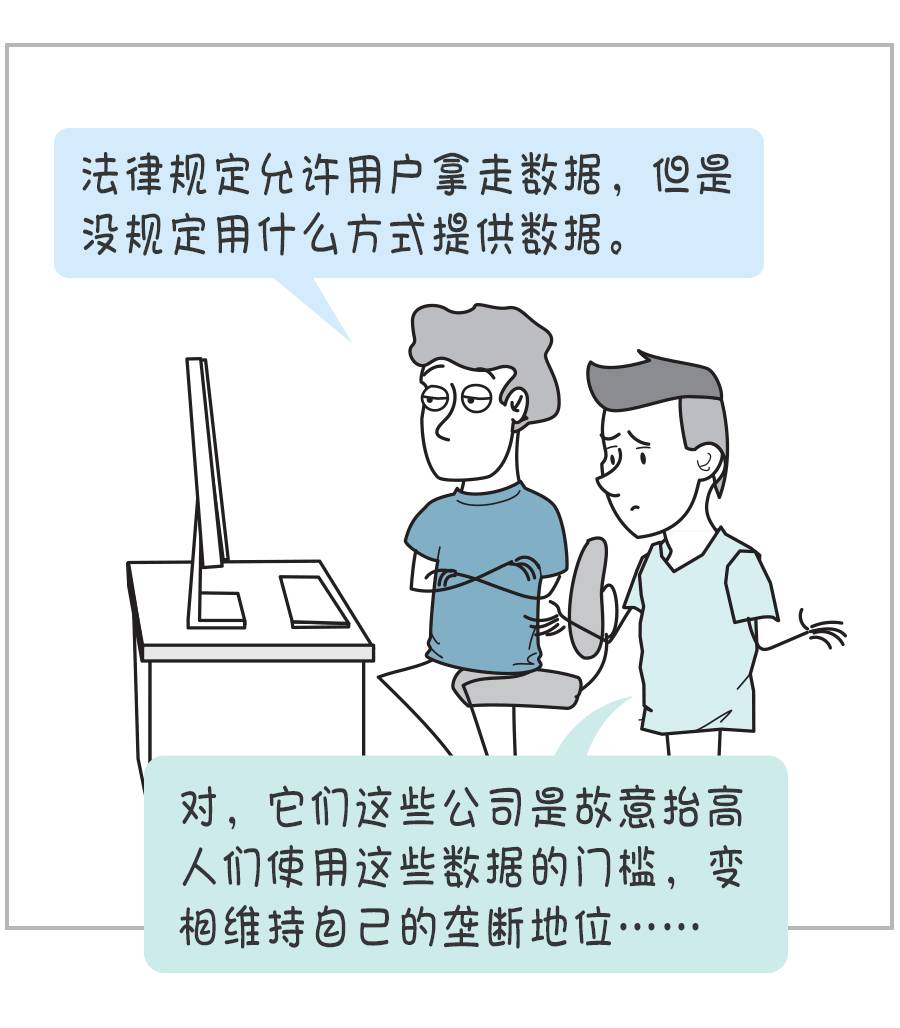 法律规定允许用户拿走数据，但是
没规定用什么方式提供数据。
对，它们这些公司是故意抬高
人们使用这些数据的门槛，变
相维持自己的垄断地位……